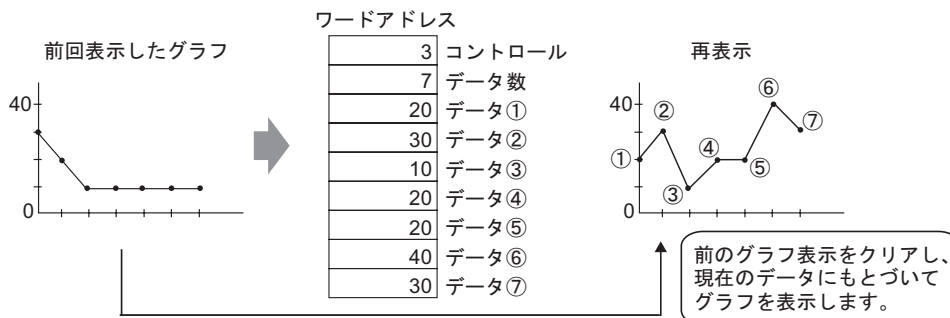 前回表示したグラフ
40
0
ワードアドレス
3 コントロール
7 データ数
20 データ①
30 データ②
10 データ③
20 データ④
20 データ⑤
40 データ⑥
30 データ⑦
再表示
40
0
①
②
③
④
⑤
⑥
⑦
前のグラフ表示をクリアし、
現在のデータにもとづいて
グラフを表示します。